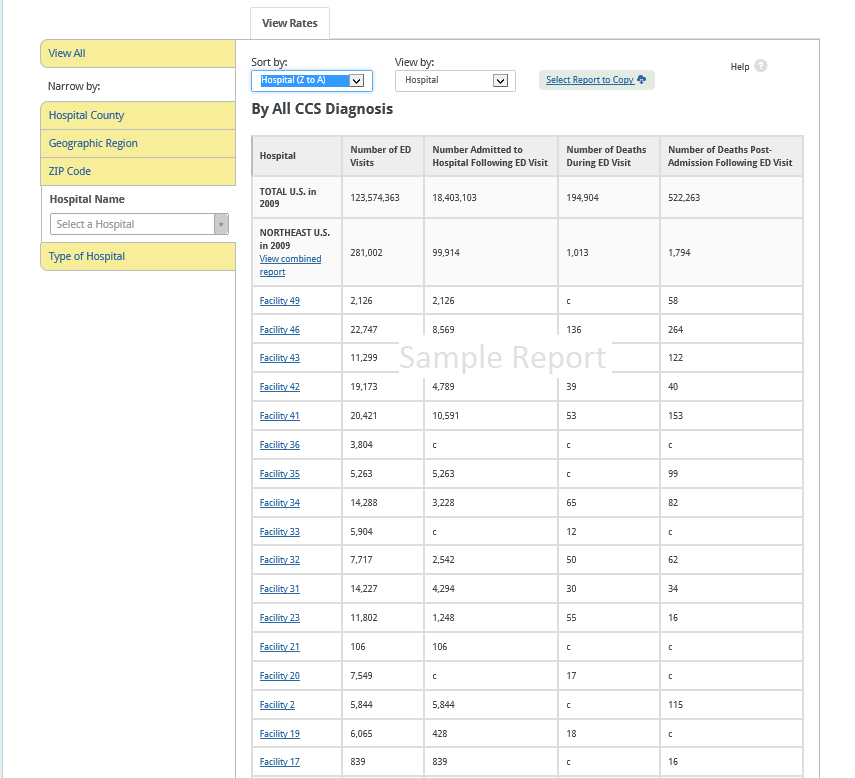 View Rates
View All
Narrow by:
Hospital County
Geographic Region
ZIP Code
Hospital Name
Select a Hospital
Type of Hospital
Sort by:
Hospital (Z to A)
View by:
Hospital
Select Report to Copy
Help ?
By All CCS Diagnosis
Hospital Number of ED Visits Number Admitted to Hospital Following ED Visit Number of Deaths During ED Visit Number of Deaths Post-Admission Following ED Visit
TOTAL U.S. in 2009 123,574,363 18,403,103 194,904 522,263
NORTHEAST U.S. in 2009 View combined report 281,002 99,914 1,013 1,794
Facility 49 2,126 2,126 c 58
Facility 46 22,747 8,569 136 264
Facility 43 11,299 122
Sample Report
Facility 42 19,173 4,789 39 40
Facility 41 20,421 10,591 53 153
Facility 36 3,804 c c c
Facility 35 5,263 5,263 c 99
Facility 34 14,288 3,228 65 82
Facility 33 5,904 c 12 c
Facility 32 7,717 2,542 50 62
Facility 31 14,227 4,294 30 34
Facility 23 11,802 1,248 55 16
Facility 21 106 106 c c
Facility 20 7,549 c 17 c
Facility 2 5,844 5,844 c 115
Facility 19 6,065 428 18 c
Facility 17 839 839 c 16